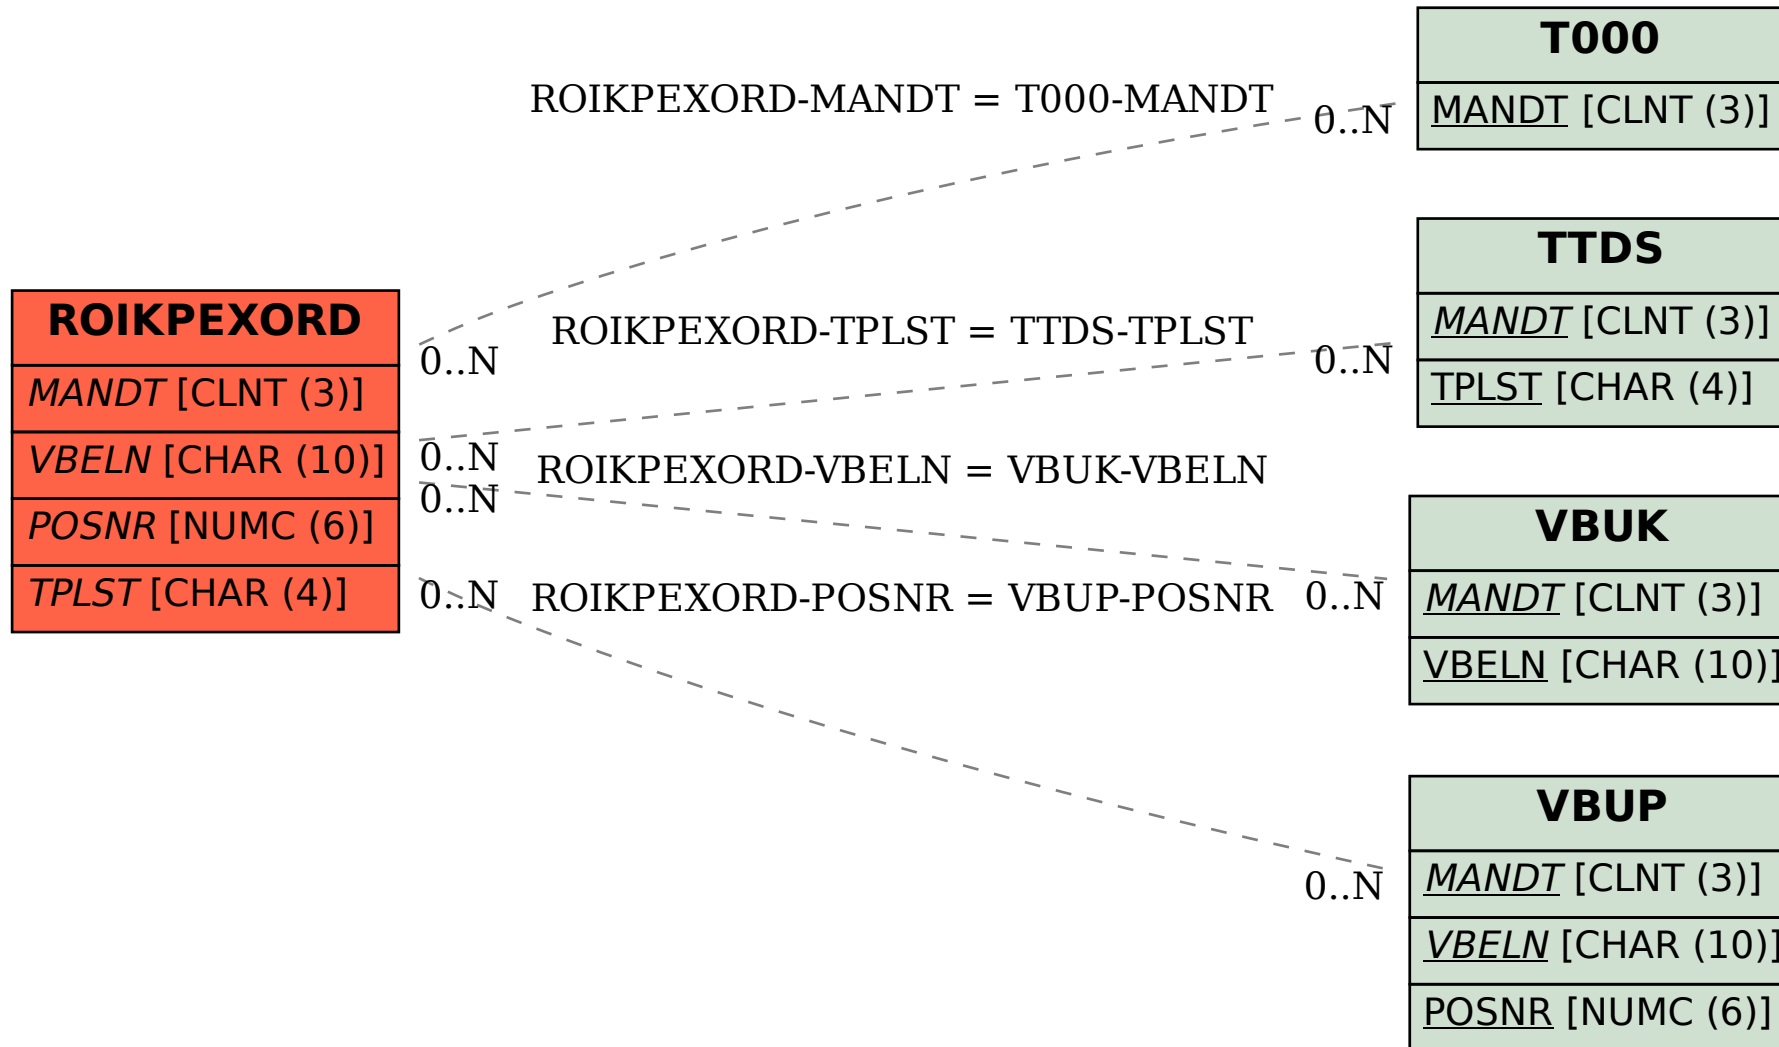 ROIKPEXORD
MANDT [CLNT (3)]
VBELN [CHAR (10)]
POSNR [NUMC (6)]
TPLST [CHAR (4)]
ROIKPEXORD-MANDT = T000-MANDT
0..N
0..N
ROIKPEXORD-TPLST = TTDS-TPLST
0..N
0..N
ROIKPEXORD-VBELN = VBUK-VBELN
0..N
0..N
ROIKPEXORD-POSNR = VBUP-POSNR
0..N
0..N
T000
MANDT [CLNT (3)]
TTDS
MANDT [CLNT (3)]
TPLST [CHAR (4)]
VBUK
MANDT [CLNT (3)]
VBELN [CHAR (10)]
VBUP
MANDT [CLNT (3)]
VBELN [CHAR (10)]
POSNR [NUMC (6)]